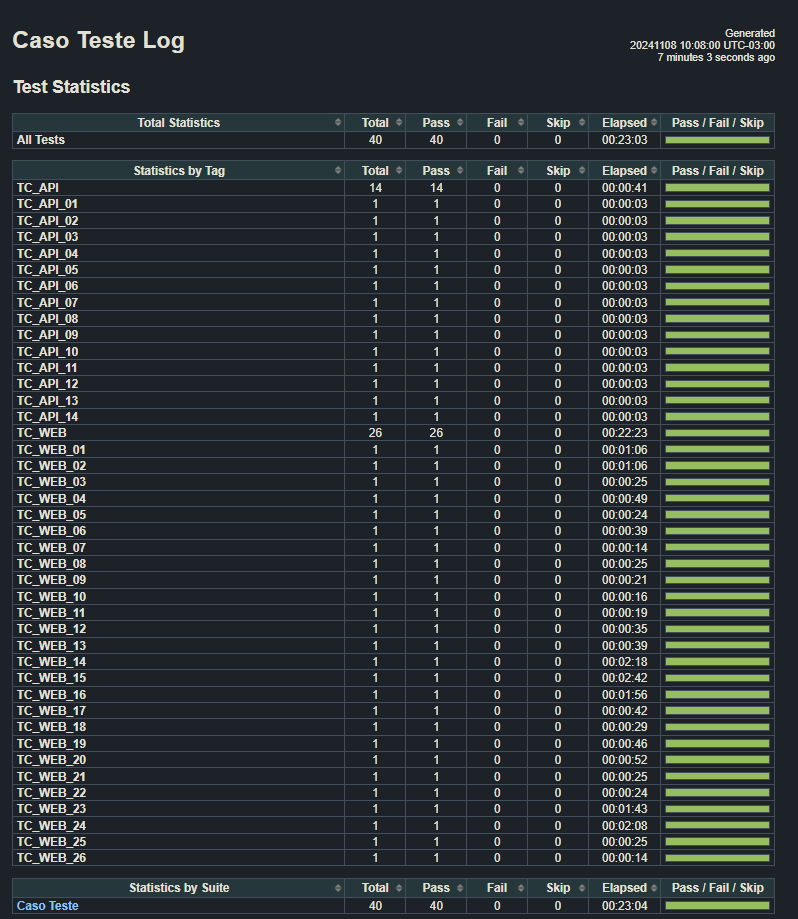 Caso Teste Log
Generated
20241108 10:08:00 UTC-03:00
7 minutes 3 seconds ago
Test Statistics
Total Statistics Total Pass Fail Skip Elapsed Pass / Fail / Skip
All Tests 40 40 0 0 00:23:03
Statistics by Tag Total Pass Fail Skip Elapsed Pass / Fail / Skip
TC_API 14 14 0 0 00:00:41
TC_API_01 1 1 0 0 00:00:03
TC_API_02 1 1 0 0 00:00:03
TC_API_03 1 1 0 0 00:00:03
TC_API_04 1 1 0 0 00:00:03
TC_API_05 1 1 0 0 00:00:03
TC_API_06 1 1 0 0 00:00:03
TC_API_07 1 1 0 0 00:00:03
TC_API_08 1 1 0 0 00:00:03
TC_API_09 1 1 0 0 00:00:03
TC_API_10 1 1 0 0 00:00:03
TC_API_11 1 1 0 0 00:00:03
TC_API_12 1 1 0 0 00:00:03
TC_API_13 1 1 0 0 00:00:03
TC_API_14 1 1 0 0 00:00:03
TC_WEB 26 26 0 0 00:22:23
TC_WEB_01 1 1 0 0 00:01:06
TC_WEB_02 1 1 0 0 00:01:06
TC_WEB_03 1 1 0 0 00:00:25
TC_WEB_04 1 1 0 0 00:00:49
TC_WEB_05 1 1 0 0 00:00:24
TC_WEB_06 1 1 0 0 00:00:39
TC_WEB_07 1 1 0 0 00:00:14
TC_WEB_08 1 1 0 0 00:00:25
TC_WEB_09 1 1 0 0 00:00:21
TC_WEB_10 1 1 0 0 00:00:16
TC_WEB_11 1 1 0 0 00:00:19
TC_WEB_12 1 1 0 0 00:00:35
TC_WEB_13 1 1 0 0 00:00:39
TC_WEB_14 1 1 0 0 00:02:18
TC_WEB_15 1 1 0 0 00:02:42
TC_WEB_16 1 1 0 0 00:01:56
TC_WEB_17 1 1 0 0 00:00:42
TC_WEB_18 1 1 0 0 00:00:29
TC_WEB_19 1 1 0 0 00:00:46
TC_WEB_20 1 1 0 0 00:00:52
TC_WEB_21 1 1 0 0 00:00:25
TC_WEB_22 1 1 0 0 00:00:24
TC_WEB_23 1 1 0 0 00:01:43
TC_WEB_24 1 1 0 0 00:02:08
TC_WEB_25 1 1 0 0 00:00:25
TC_WEB_26 1 1 0 0 00:00:14
Statistics by Suite Total Pass Fail Skip Elapsed Pass / Fail / Skip
Caso Teste 40 40 0 0 00:23:04